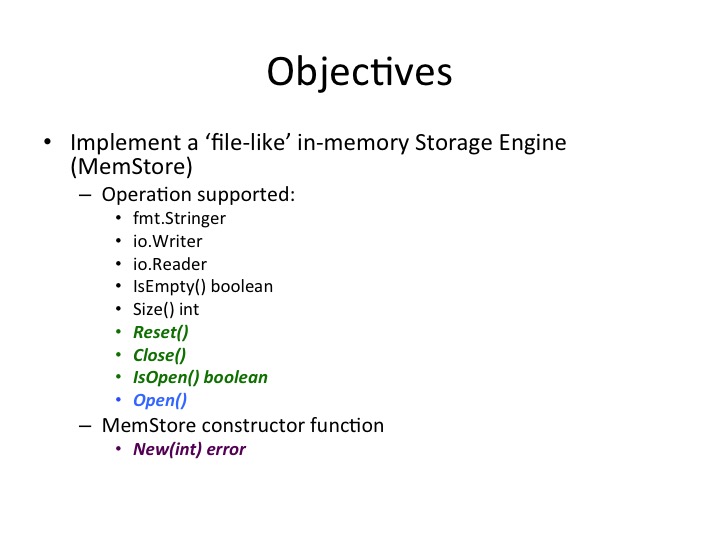 Objectives
• Implement a ‘file-like’ in-memory Storage Engine
(MemStore)
– Operation supported:
• fmt.Stringer
• io.Writer
• io.Reader
• IsEmpty() boolean
• Size() int
• Reset()
• Close()
• IsOpen() boolean
• Open()
– MemStore constructor function
• New(int) error